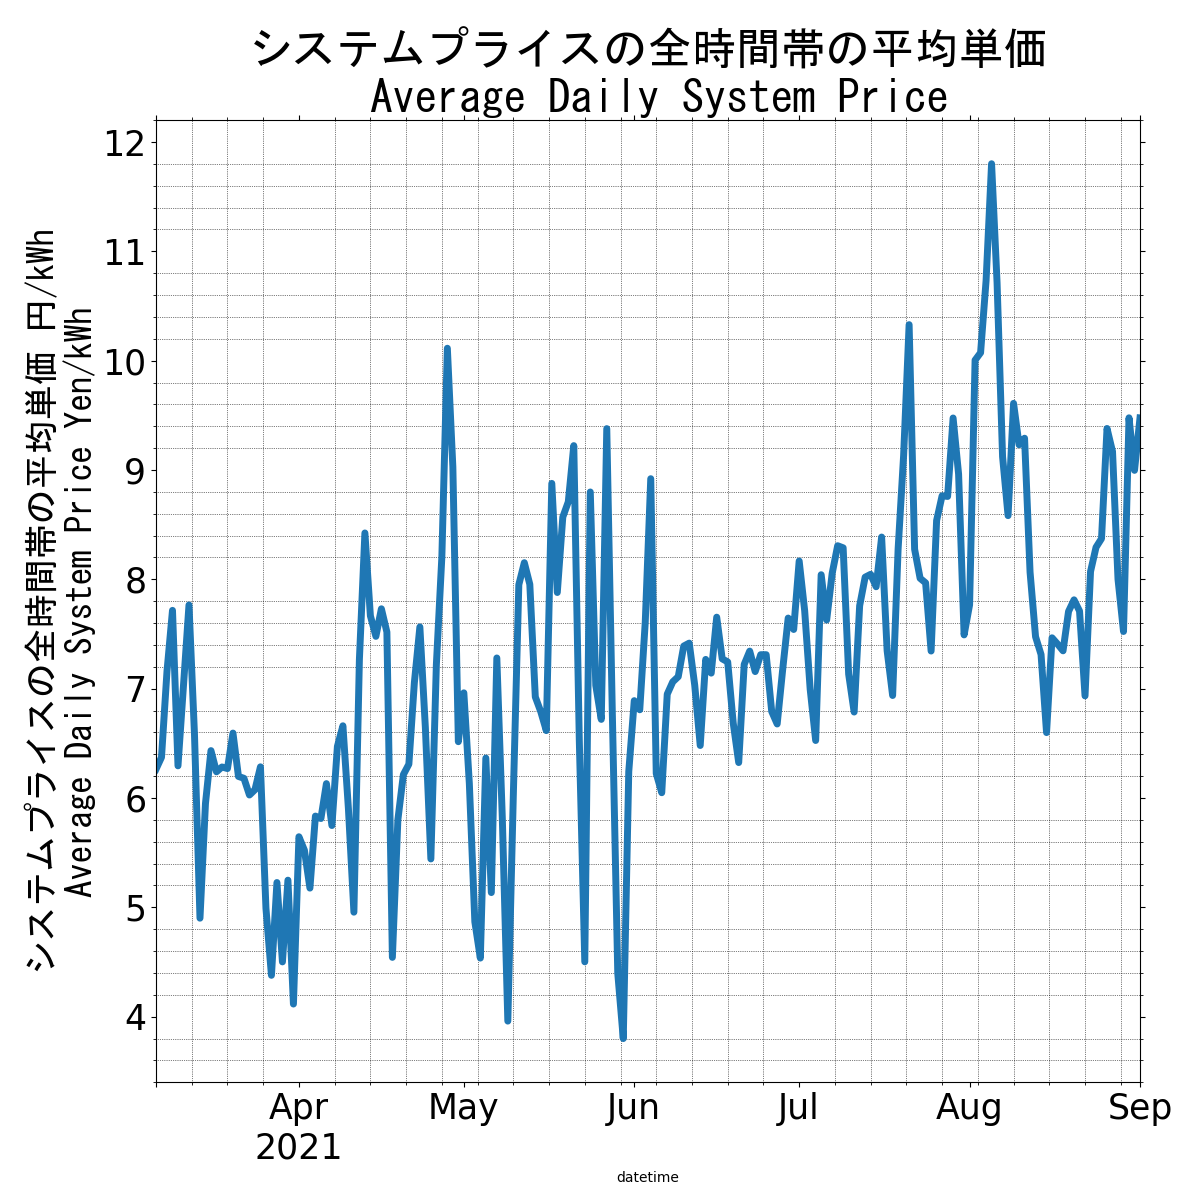 システムプライスの全時間帯の平均単価
Average Daily System Price
システムプライスの全時間帯の平均単価 円/kWh
Average Daily System Price Yen/kWh
12
11
10
9
8
7
6
5
4
Apr
2021
May
Jun
Jul
Aug
Sep
datetime